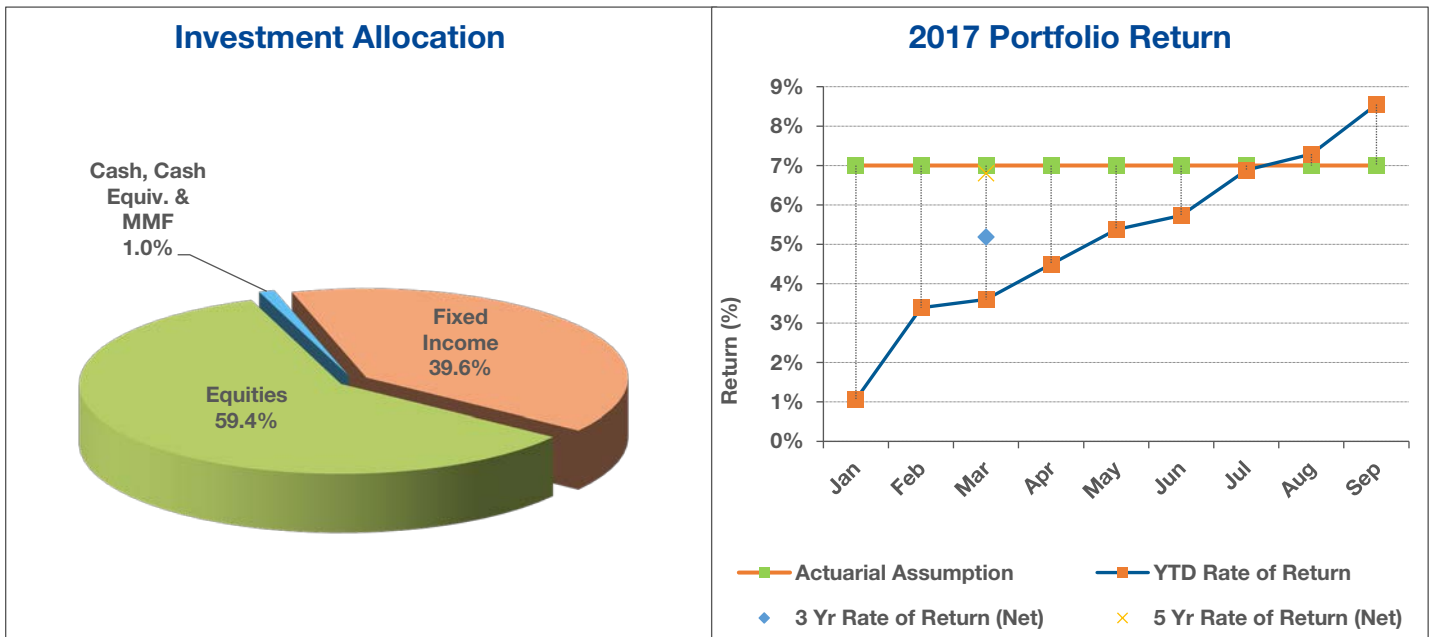 Investment Allocation
Cash, Cash
Equiv. &
MMF
1.0%
Fixed
Income
39.6%
Equities
59.4%
2017 Portfolio Return
9%
8%
7%
6%
5%
4%
3%
2%
1%
0%
Return (%)
Jan
Feb
Mar
Apr
May
Jun
Jul
Aug
Sep
Actuarial Assumption
YTD Rate of Return
3 Yr Rate of Return (Net)
5 Yr Rate of Return (Net)